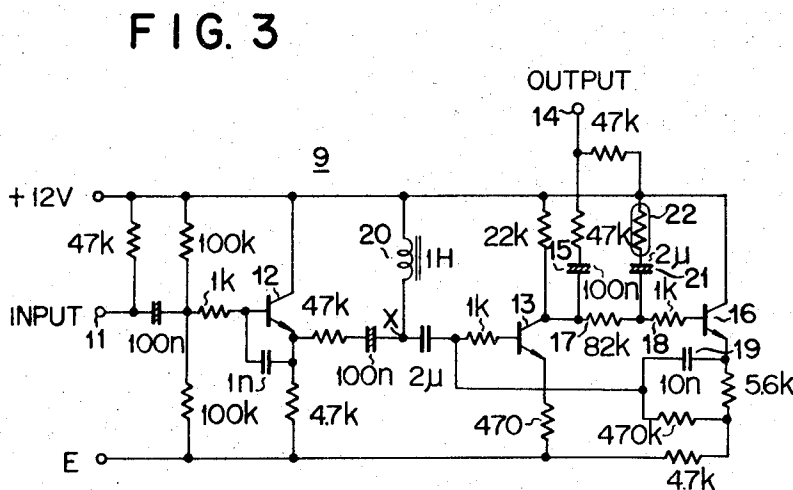 FIG. 3
OUTPUT
14
47k
9
+12V
47k
100k
20
1H
22k
15
47k
22
2μ
21
100n
1k
12
1k
INPUT
11
100n
47k
X
100n
2μ
1k
13
17
82k
18
16
19
1n
10n
5.6k
100k
4.7k
470
470k
E
4.7k